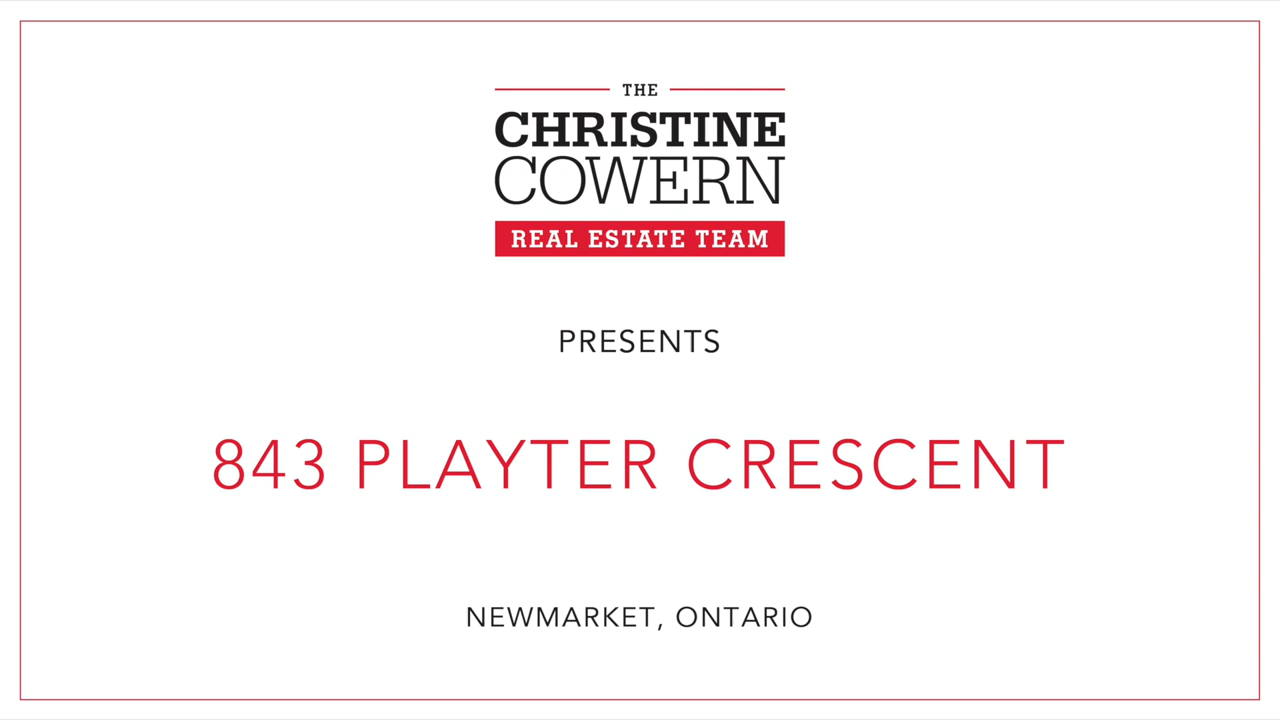 THE
CHRISTINE
COWERN
REAL ESTATE TEAM
PRESENTS
843 PLAYTER CRESCENT
NEWMARKET, ONTARIO